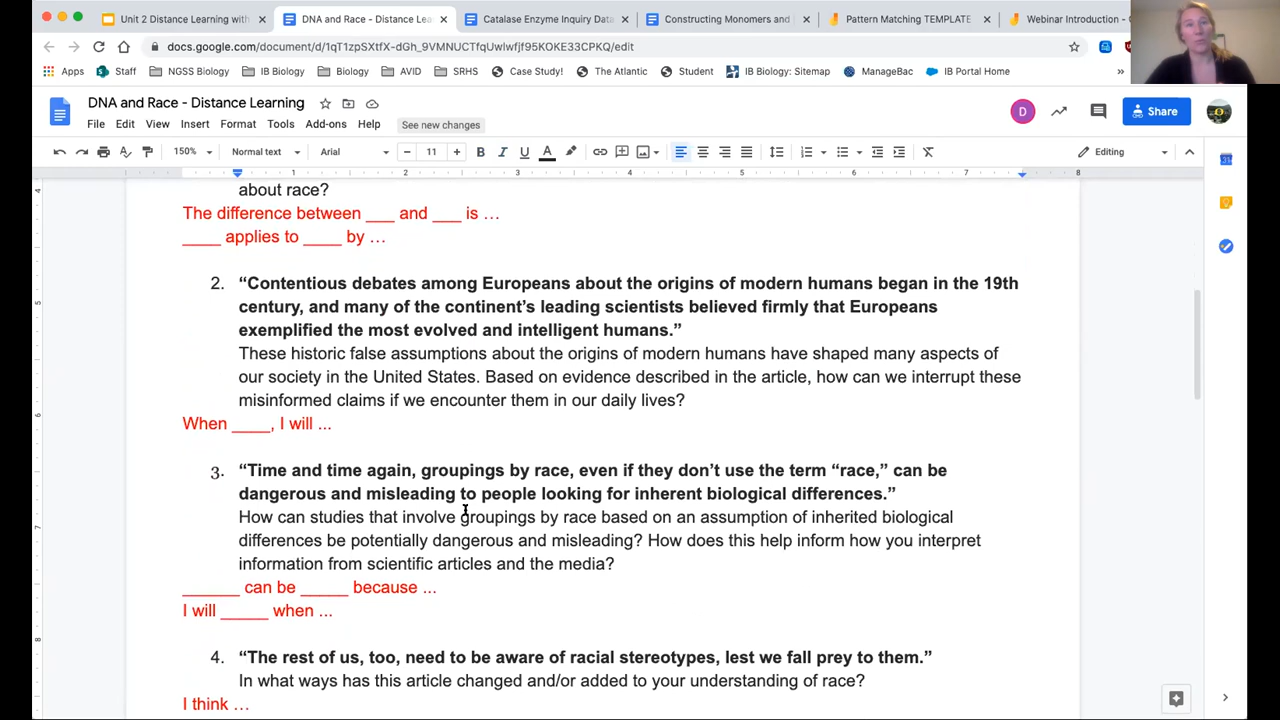 Unit 2 Distance Learning with
DNA and Race - Distance Le
Catalase Enzyme Inquiry Data
Constructing Monomers and
Pattern Matching TEMPLATE
Webinar Introduction -
docs.google.com/document/d/1qT1zpSXtfX-dGh_9VMNUCTfqUwlwfjf95KOKE33CPKQ/edit
Apps Staff NGSS Biology IB Biology Biology AVID SRHS Case Study! The Atlantic Student IB Biology: Sitemap ManageBac IB Portal Home »
DNA and Race - Distance Learning
D
Share
File Edit View Insert Format Tools Add-ons Help See new changes
150% Normal text Arial 11 B I U A Editing
1 2 3 4 5 6 7 8
about race?
The difference between ___ and ___ is …
____ applies to ____ by …
2. “Contentious debates among Europeans about the origins of modern humans began in the 19th
century, and many of the continent’s leading scientists believed firmly that Europeans
exemplified the most evolved and intelligent humans.”
These historic false assumptions about the origins of modern humans have shaped many aspects of
our society in the United States. Based on evidence described in the article, how can we interrupt these
misinformed claims if we encounter them in our daily lives?
When ____, I will ...
3. “Time and time again, groupings by race, even if they don’t use the term “race,” can be
dangerous and misleading to people looking for inherent biological differences.”
How can studies that involve groupings by race based on an assumption of inherited biological
differences be potentially dangerous and misleading? How does this help inform how you interpret
information from scientific articles and the media?
______ can be _____ because ...
I will _____ when ...
4. “The rest of us, too, need to be aware of racial stereotypes, lest we fall prey to them.”
In what ways has this article changed and/or added to your understanding of race?
I think …